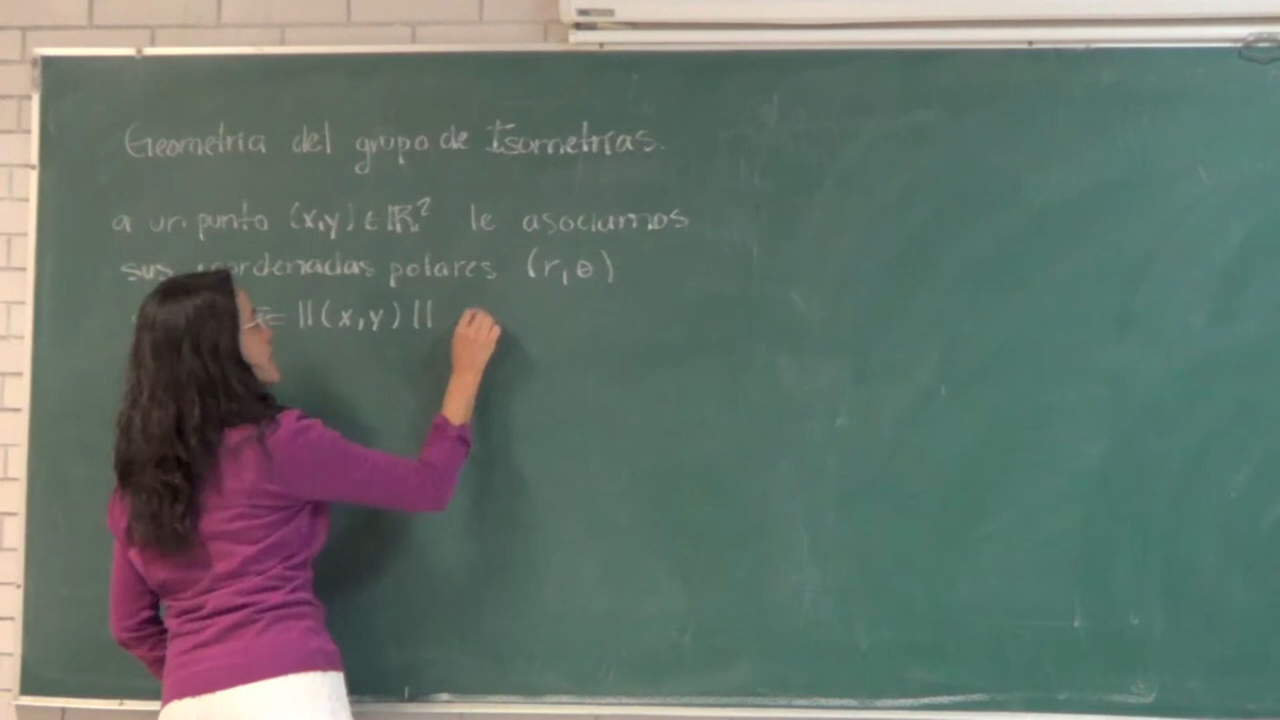 Geometría del grupo de Isometrías.
a un punto (x,y) ∈ ℝ² le asociamos
sus coordenadas polares (r, θ)
= ||(x,y)||